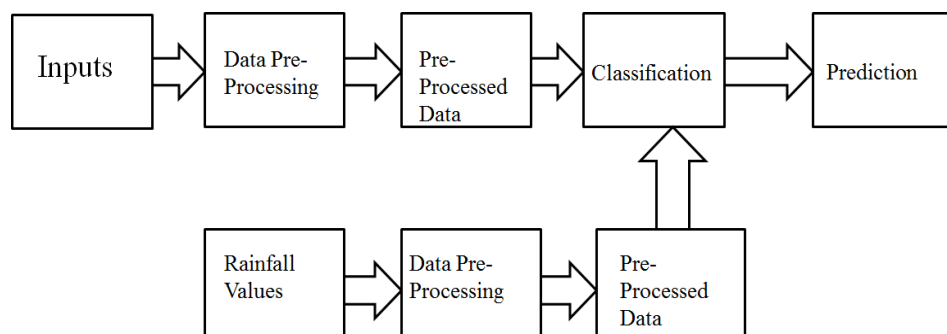 Inputs
Data Pre-
Processing
Pre-
Processed
Data
Classification
Prediction
Rainfall
Values
Data Pre-
Processing
Pre-
Processed
Data